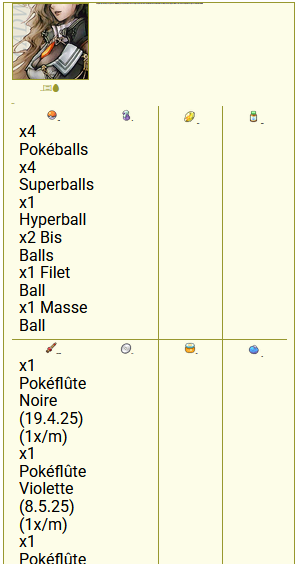 x4
Pokéballs
x4
Superballs
x1
Hyperball
x2 Bis
Balls
x1 Filet
Ball
x1 Masse
Ball
x1
Pokéflûte
Noire
(19.4.25)
(1x/m)
x1
Pokéflûte
Violette
(8.5.25)
(1x/m)
x1
Pokéflûte